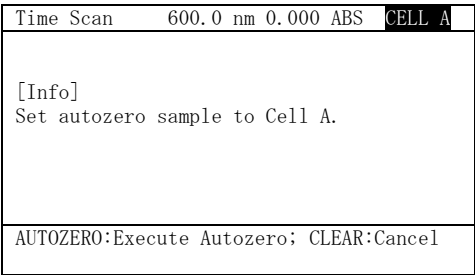 Time Scan 600.0 nm 0.000 ABS CELL A
[Info]
Set autozero sample to Cell A.
AUTOZERO:Execute Autozero; CLEAR:Cancel